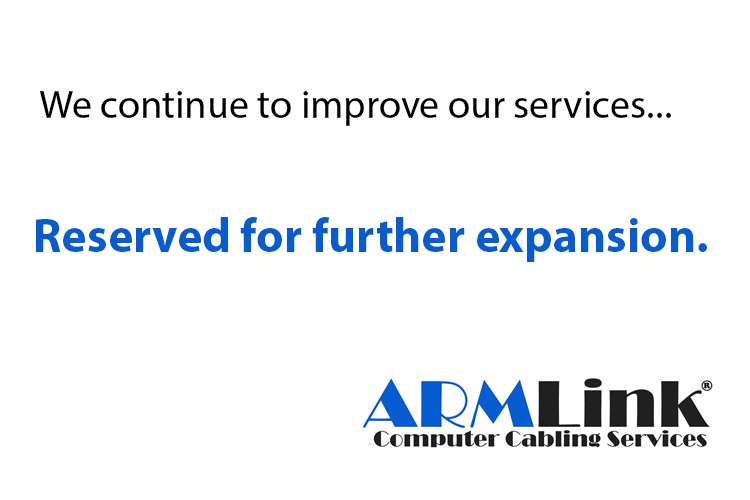 We continue to improve our services...
Reserved for further expansion.
ARMLink®
Computer Cabling Services